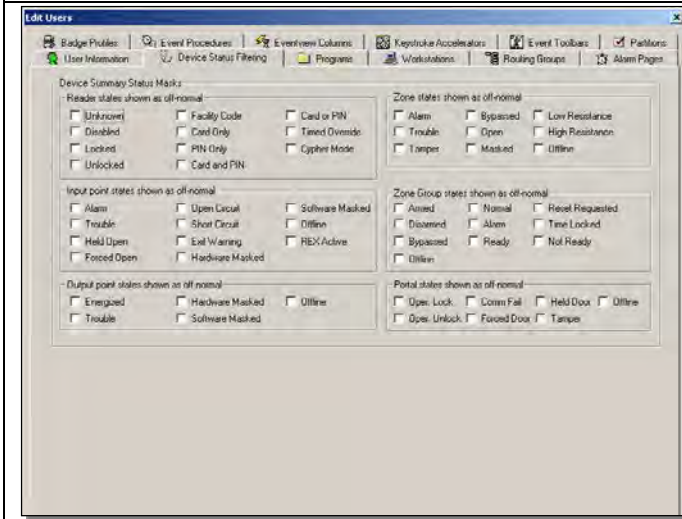 Edit Users
Badge Profiles Event Procedures Eventview Columns Keystroke Accelerators Event Toolbars Partitions
User Information Device Status Filtering Programs Workstations Routing Groups Alarm Pages
Device Summary Status Masks
Reader states shown as off-normal
Unknown Facility Code Card or PIN
Disabled Card Only Timed Override
Locked PIN Only Cypher Mode
Unlocked Card and PIN
Zone states shown as off-normal
Alarm Bypassed Low Resistance
Trouble Open High Resistance
Tamper Masked Offline
Input point states shown as off-normal
Alarm Open Circuit Software Masked
Trouble Short Circuit Offline
Held Open Exit Warning REX Active
Forced Open Hardware Masked
Zone Group states shown as off-normal
Armed Normal Reset Requested
Disarmed Alarm Time Locked
Bypassed Ready Not Ready
Offline
Output point states shown as off normal
Energized Hardware Masked Offline
Trouble Software Masked
Portal states shown as off-normal
Oper. Lock Comm Fail Held Door Offline
Oper. Unlock Forced Door Tamper